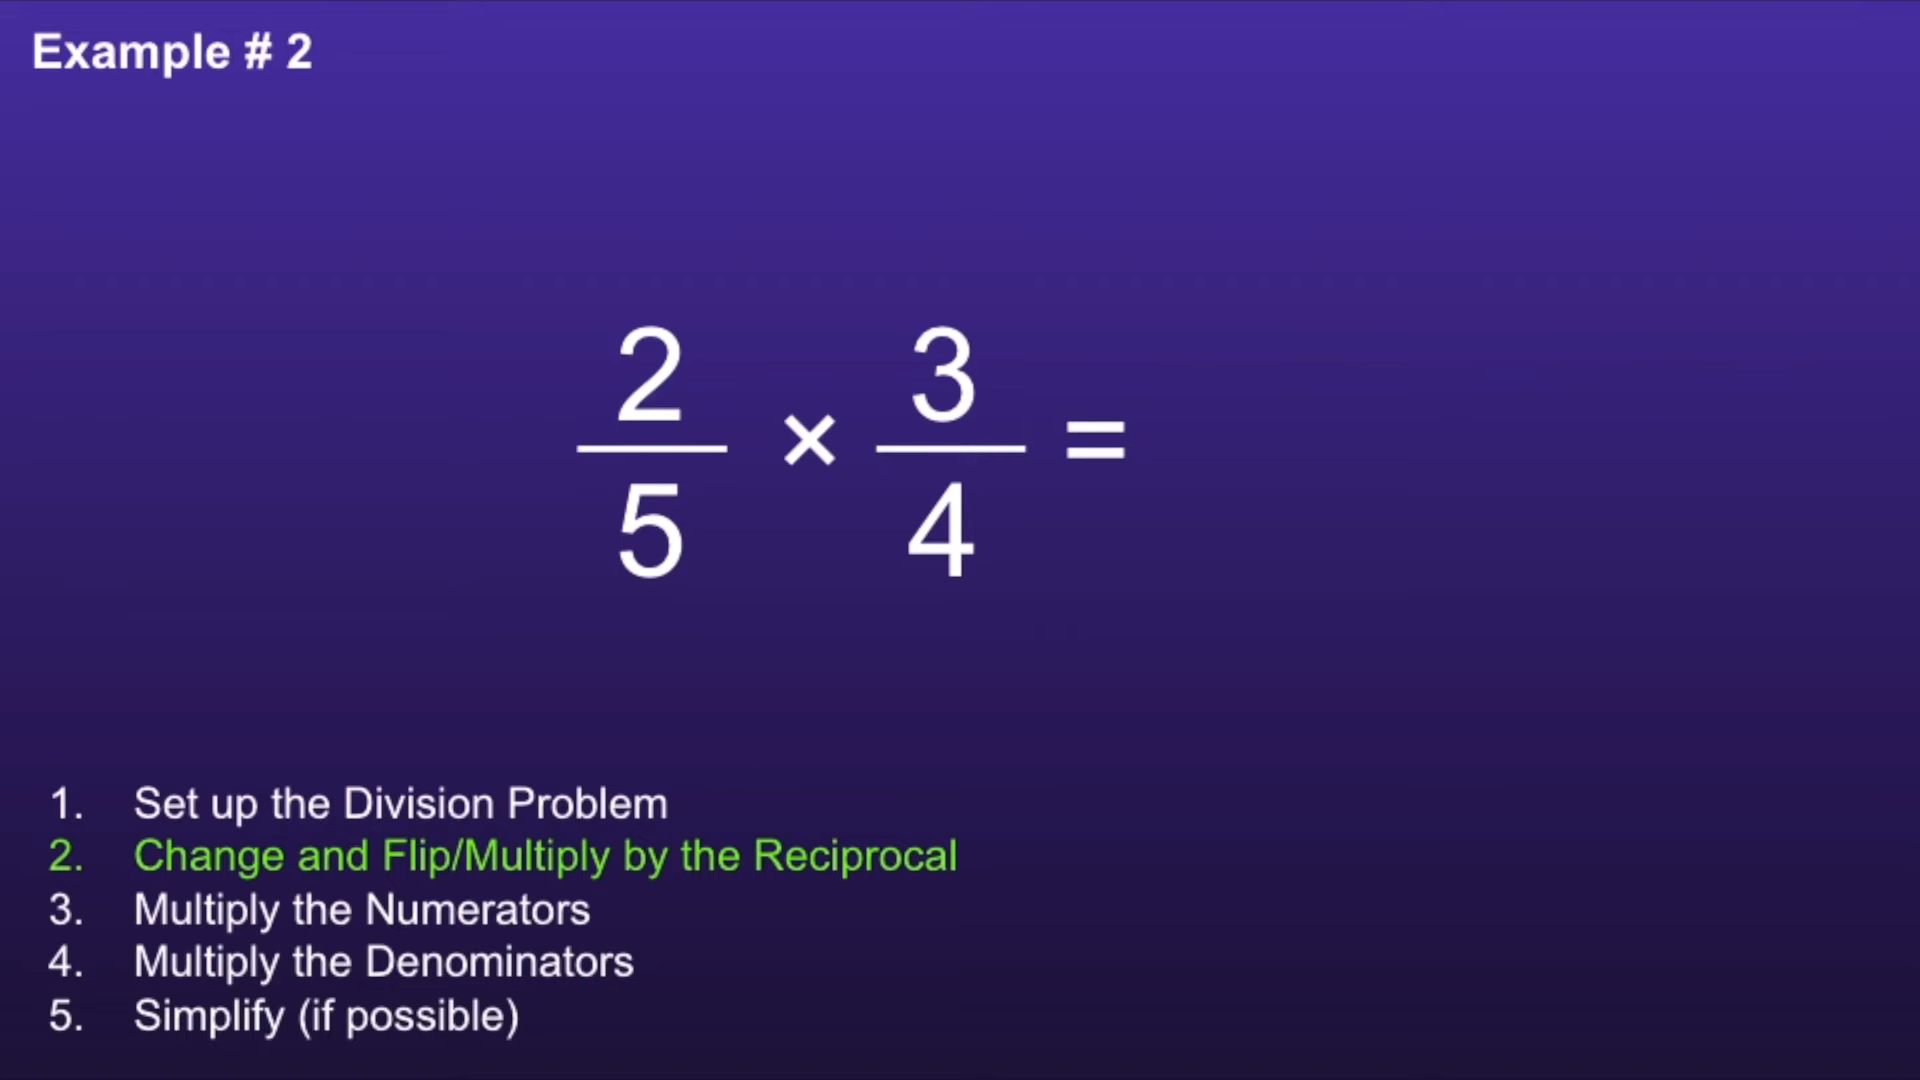 Example # 2
2/5 × 3/4 =
1. Set up the Division Problem
2. Change and Flip/Multiply by the Reciprocal
3. Multiply the Numerators
4. Multiply the Denominators
5. Simplify (if possible)